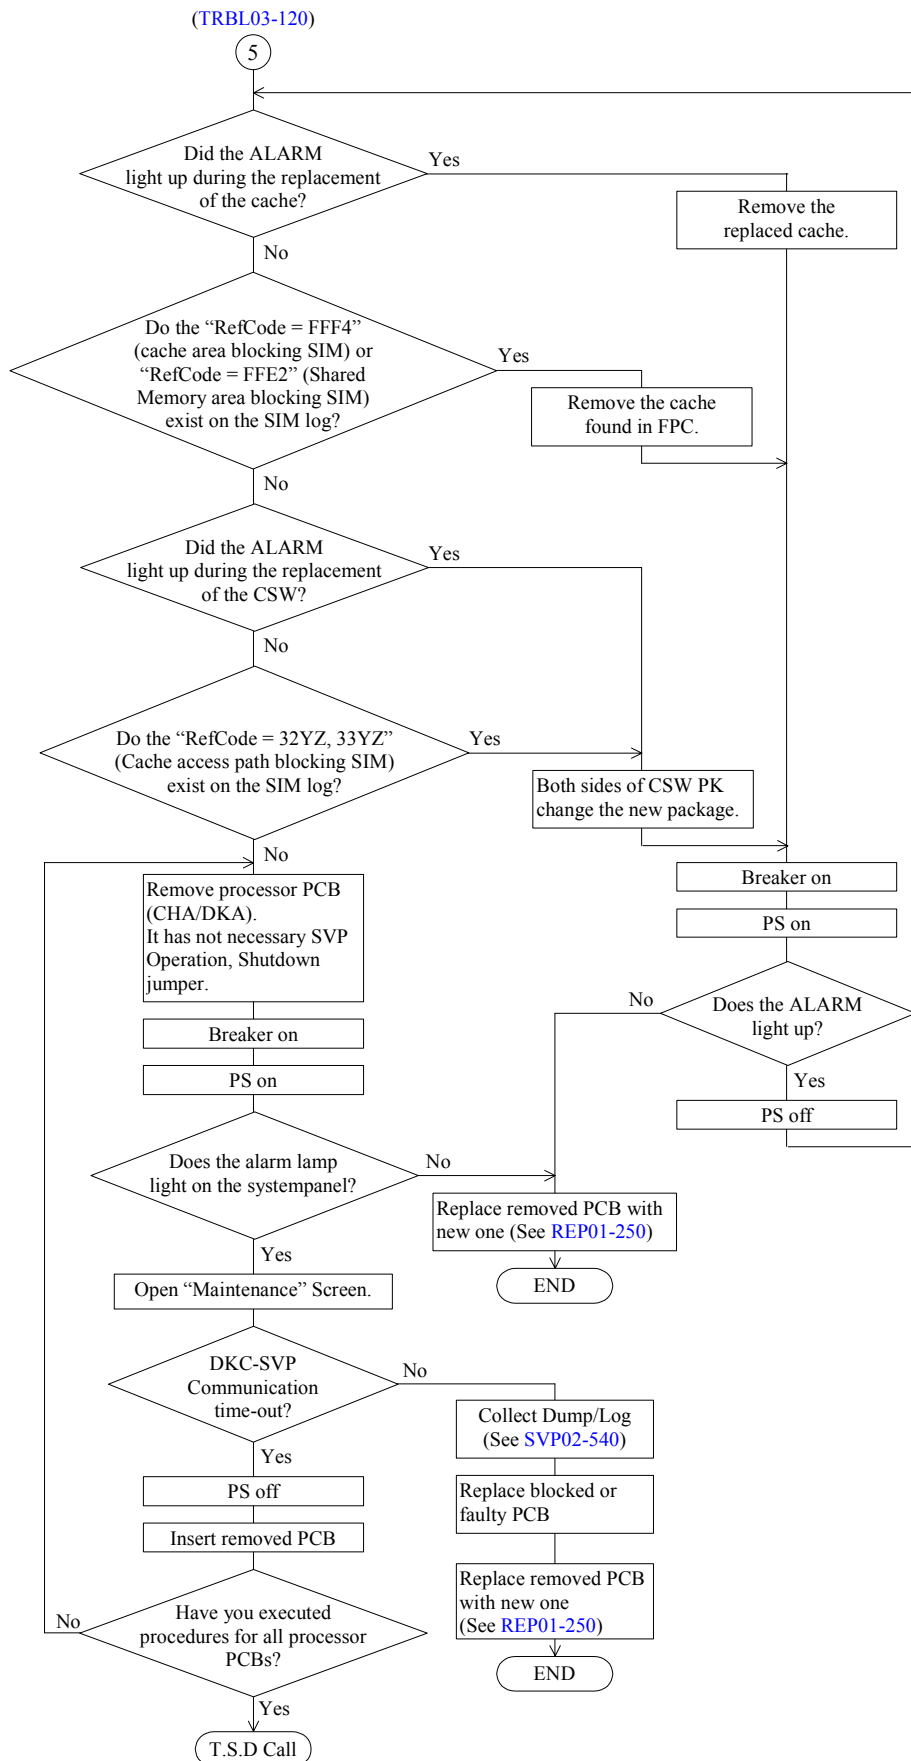 (TRBL03-120)
5
Did the ALARM
light up during the replacement
of the cache?
Yes
Remove the
replaced cache.
No
Do the “RefCode = FFF4”
(cache area blocking SIM) or
“RefCode = FFE2” (Shared
Memory area blocking SIM)
exist on the SIM log?
Yes
Remove the cache
found in FPC.
No
Did the ALARM
light up during the replacement
of the CSW?
Yes
No
Do the “RefCode = 32YZ, 33YZ”
(Cache access path blocking SIM)
exist on the SIM log?
Yes
Both sides of CSW PK
change the new package.
No
Remove processor PCB
(CHA/DKA).
It has not necessary SVP
Operation, Shutdown
jumper.
Breaker on
PS on
Breaker on
PS on
Does the ALARM
light up?
No
Yes
PS off
Does the alarm lamp
light on the systempanel?
No
Replace removed PCB with
new one (See REP01-250)
END
Yes
Open “Maintenance” Screen.
DKC-SVP
Communication
time-out?
No
Collect Dump/Log
(See SVP02-540)
Replace blocked or
faulty PCB
Replace removed PCB
with new one
(See REP01-250)
END
Yes
PS off
Insert removed PCB
Have you executed
procedures for all processor
PCBs?
No
Yes
T.S.D Call